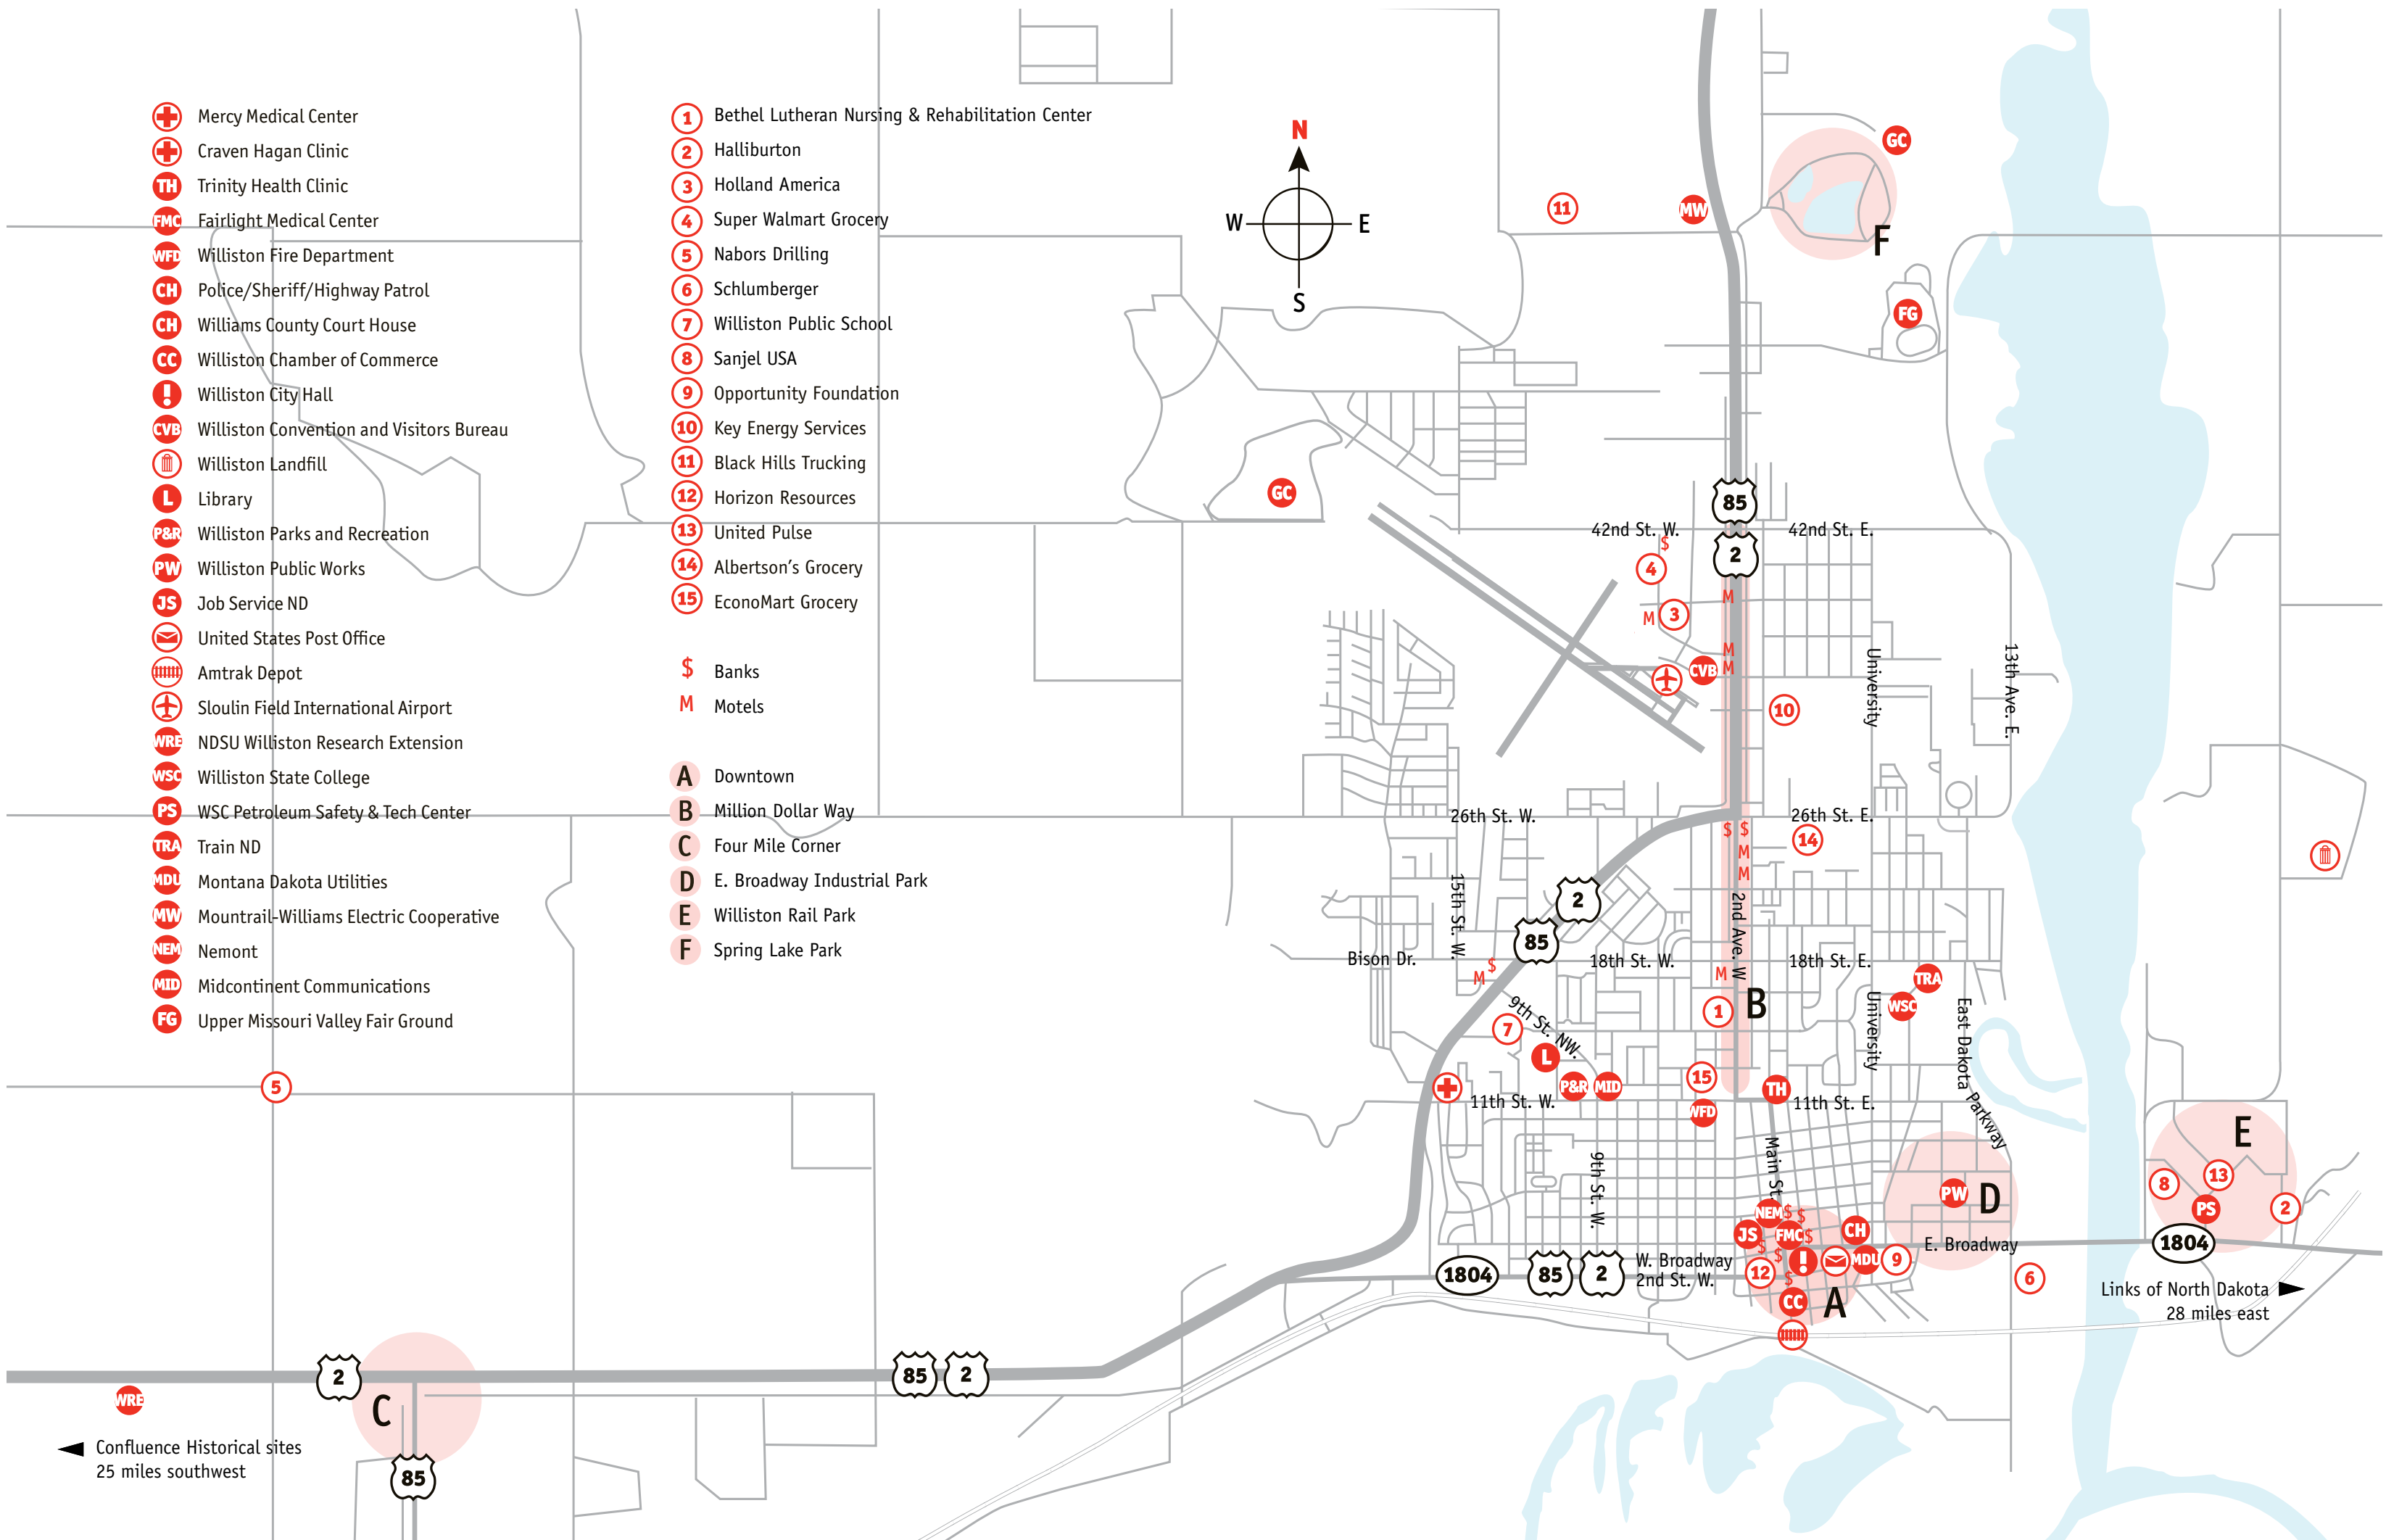 Mercy Medical Center
Craven Hagan Clinic
TH Trinity Health Clinic
FMC Fairlight Medical Center
WFD Williston Fire Department
CH Police/Sheriff/Highway Patrol
CH Williams County Court House
CC Williston Chamber of Commerce
! Williston City Hall
CVB Williston Convention and Visitors Bureau
Williston Landfill
L Library
P&R Williston Parks and Recreation
PW Williston Public Works
JS Job Service ND
United States Post Office
Amtrak Depot
Sloulin Field International Airport
WRE NDSU Williston Research Extension
WSC Williston State College
PS WSC Petroleum Safety & Tech Center
TRA Train ND
MDU Montana Dakota Utilities
MW Mountrail-Williams Electric Cooperative
NEM Nemont
MID Midcontinent Communications
FG Upper Missouri Valley Fair Ground
1 Bethel Lutheran Nursing & Rehabilitation Center
2 Halliburton
3 Holland America
4 Super Walmart Grocery
5 Nabors Drilling
6 Schlumberger
7 Williston Public School
8 Sanjel USA
9 Opportunity Foundation
10 Key Energy Services
11 Black Hills Trucking
12 Horizon Resources
13 United Pulse
14 Albertson's Grocery
15 EconoMart Grocery
$ Banks
M Motels
A Downtown
B Million Dollar Way
C Four Mile Corner
D E. Broadway Industrial Park
E Williston Rail Park
F Spring Lake Park
N
W E
S
GC
11
MW
F
FG
GC
85
42nd St. W.
42nd St. E.
$
2
4
M
M
3
M
M
CVB
University
13th Ave. E.
10
26th St. W.
26th St. E.
$ $
14
M
M
15th St. W.
2
85
2nd Ave. W
Bison Dr.
18th St. W.
18th St. E.
$
M
M
TRA
WSC
B
1
University
East Dakota Parkway
9th St. NW.
7
L
P&R
MID
15
TH
11th St. W.
11th St. E.
WFD
5
Main St.
9th St. W.
E
13
8
PS
2
PW
D
NEM
$ $
JS
FMC
$
CH
$
$
!
MDU
9
E. Broadway
1804
W. Broadway
2nd St. W.
1804
85
2
12
$
6
CC
A
Links of North Dakota
28 miles east
2
85
2
WRE
C
Confluence Historical sites
25 miles southwest
85